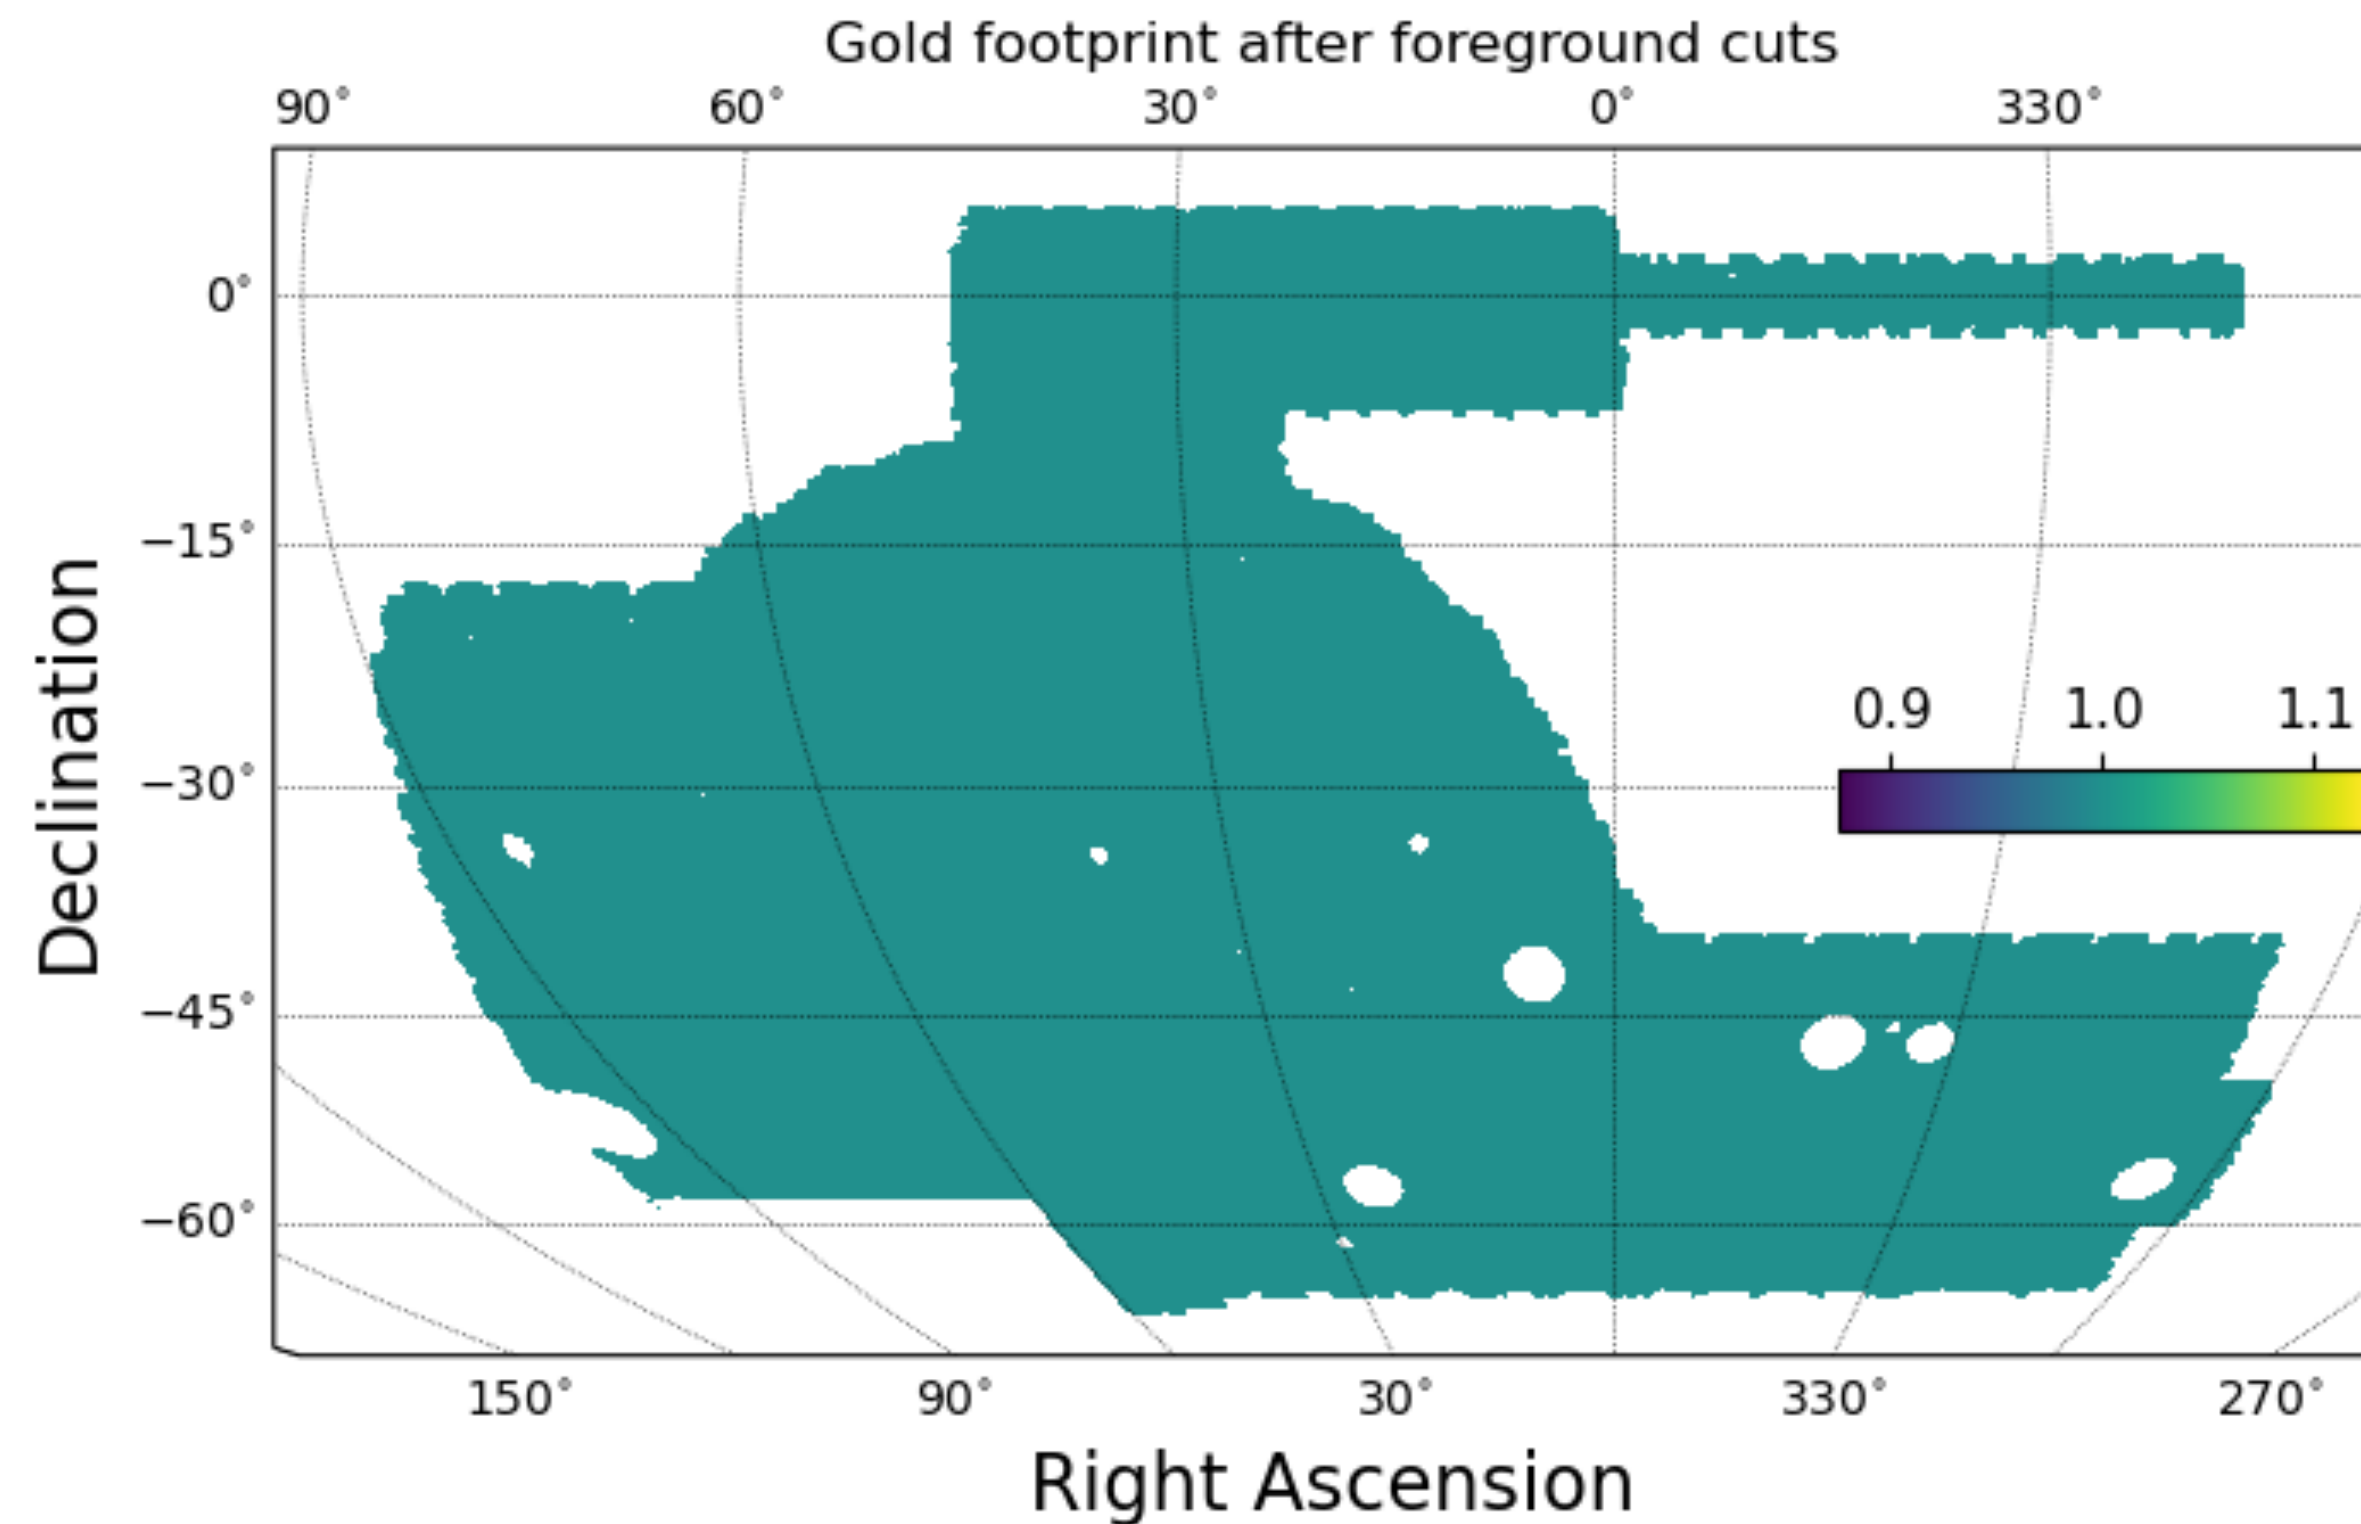 Gold footprint after foreground cuts
90° 60° 30° 0° 330°
0°
−15°
−30°
−45°
−60°
Declination
0.9 1.0 1.1
150° 90° 30° 330° 270°
Right Ascension